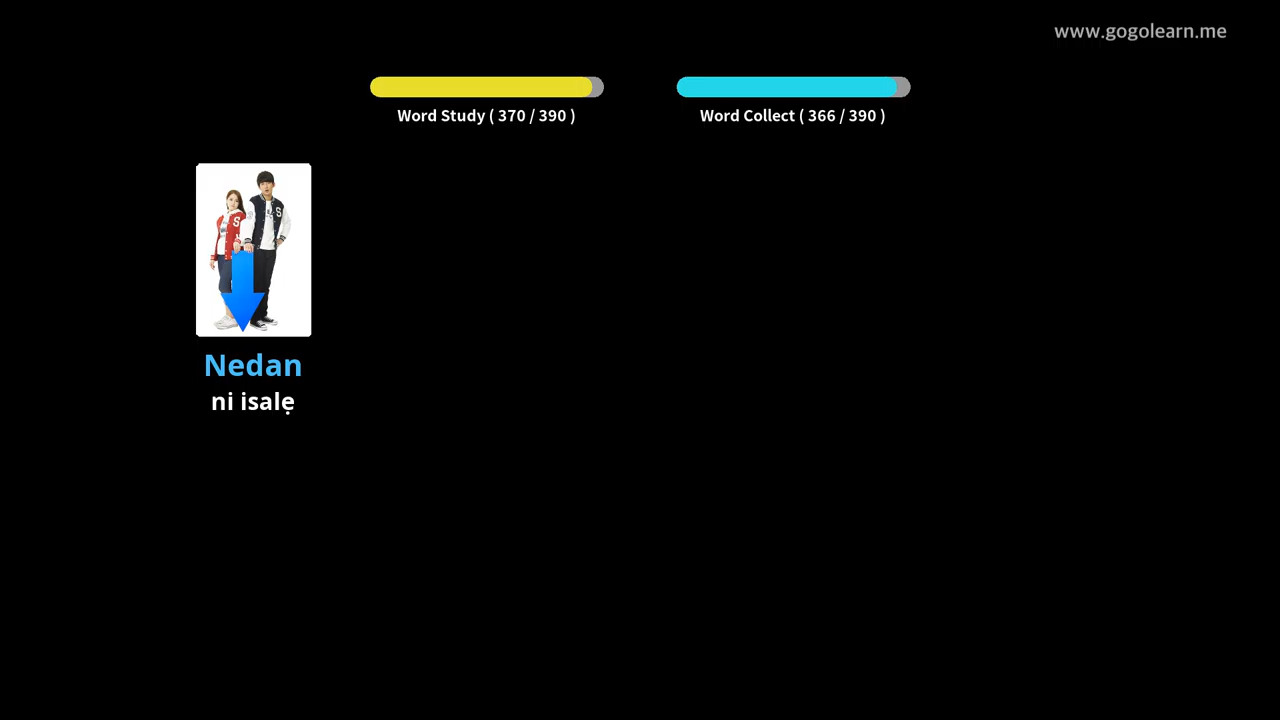 www.gogolearn.me
Word Study ( 370 / 390 )
Word Collect ( 366 / 390 )
S
S
Nedan
ni isalẹ